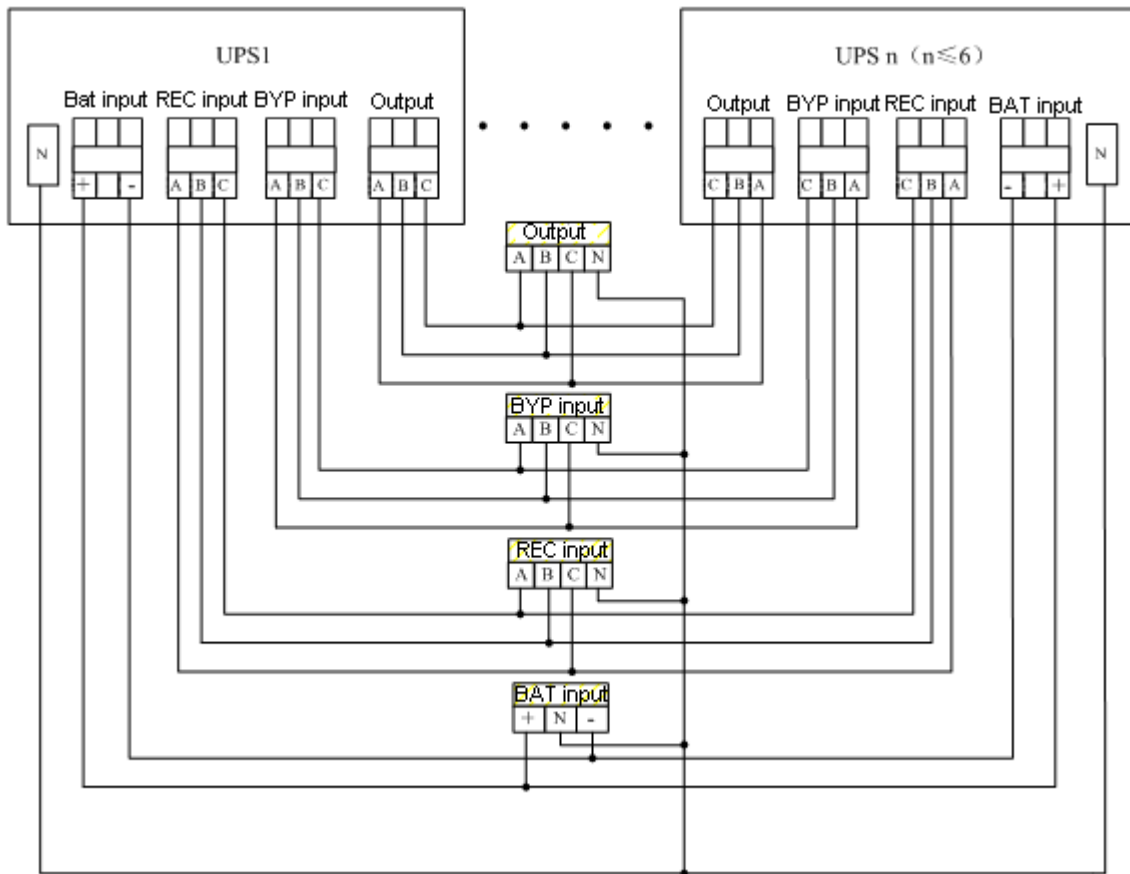 UPS1
UPS n（n≤6）
Bat input REC input BYP input Output
Output BYP input REC input BAT input
N
+ - A B C A B C A B C
C B A C B A C B A - +
N
Output
A B C N
BYP input
A B C N
REC input
A B C N
BAT input
+ N -